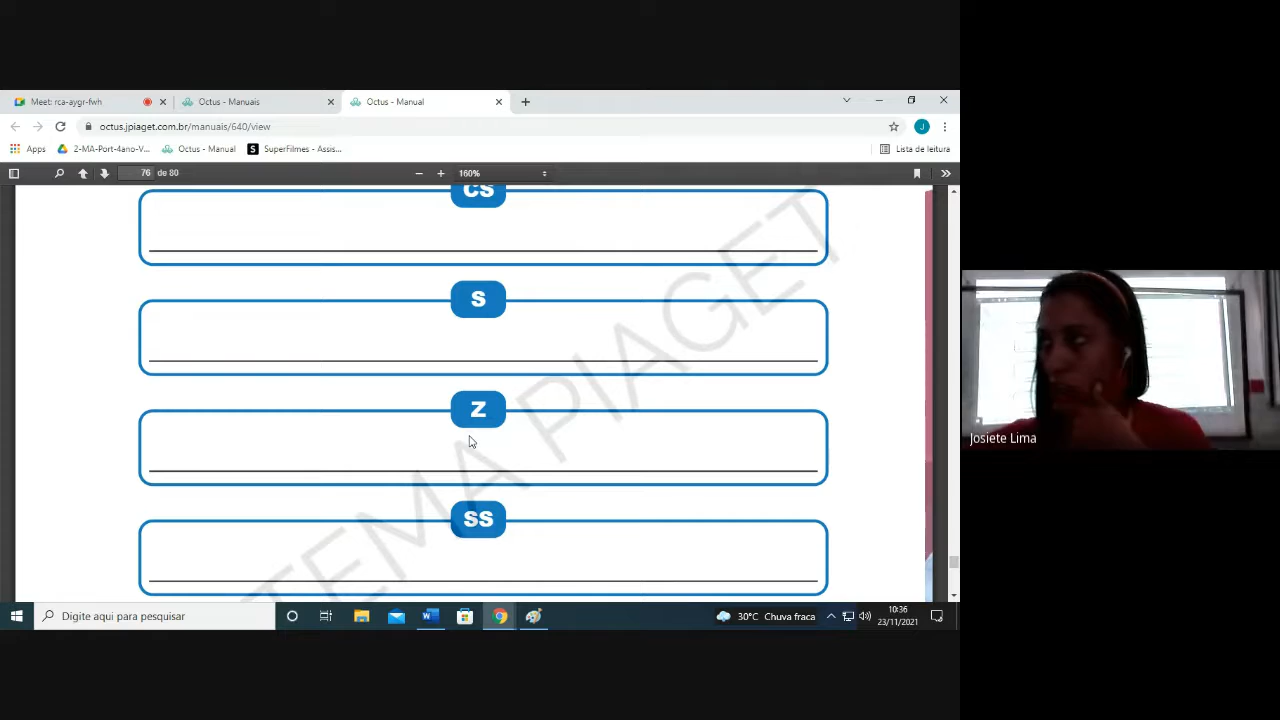 Meet: rca-aygr-fwh
Octus - Manuais
Octus - Manual
octus.jpiaget.com.br/manuais/640/view
Apps
2-MA-Port-4ano-V...
Octus - Manual
S
SuperFilmes - Assis...
Lista de leitura
J
76 de 80
160%
CS
S
Z
SS
TEMA PIAGET
Josiete Lima
Digite aqui para pesquisar
30°C Chuva fraca
10:36
23/11/2021